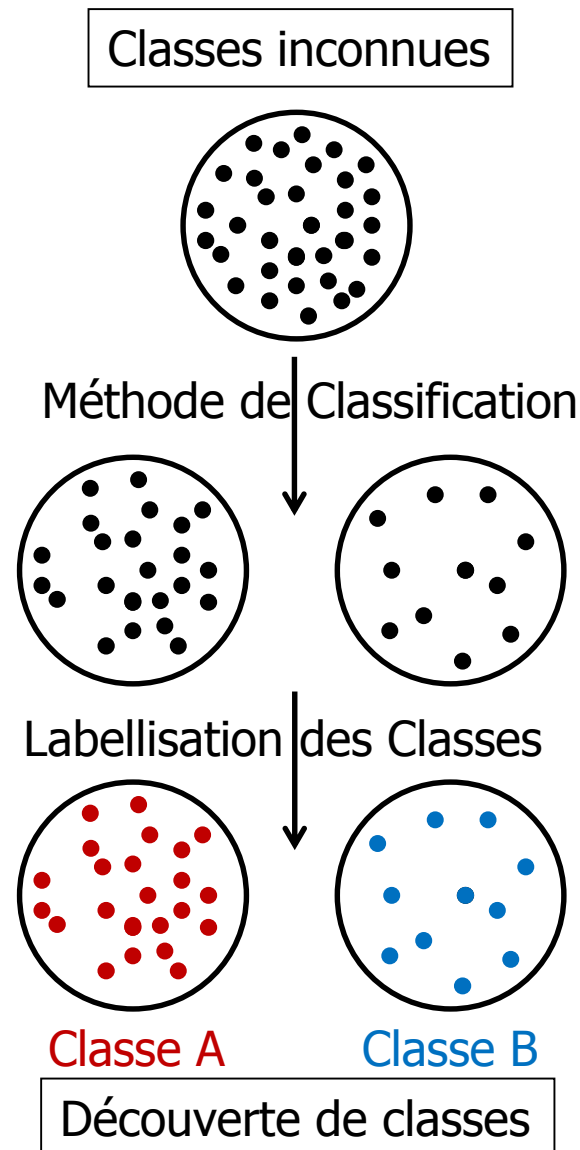 Classes inconnues
Méthode de Classification
Labellisation des Classes
Classe A
Classe B
Découverte de classes